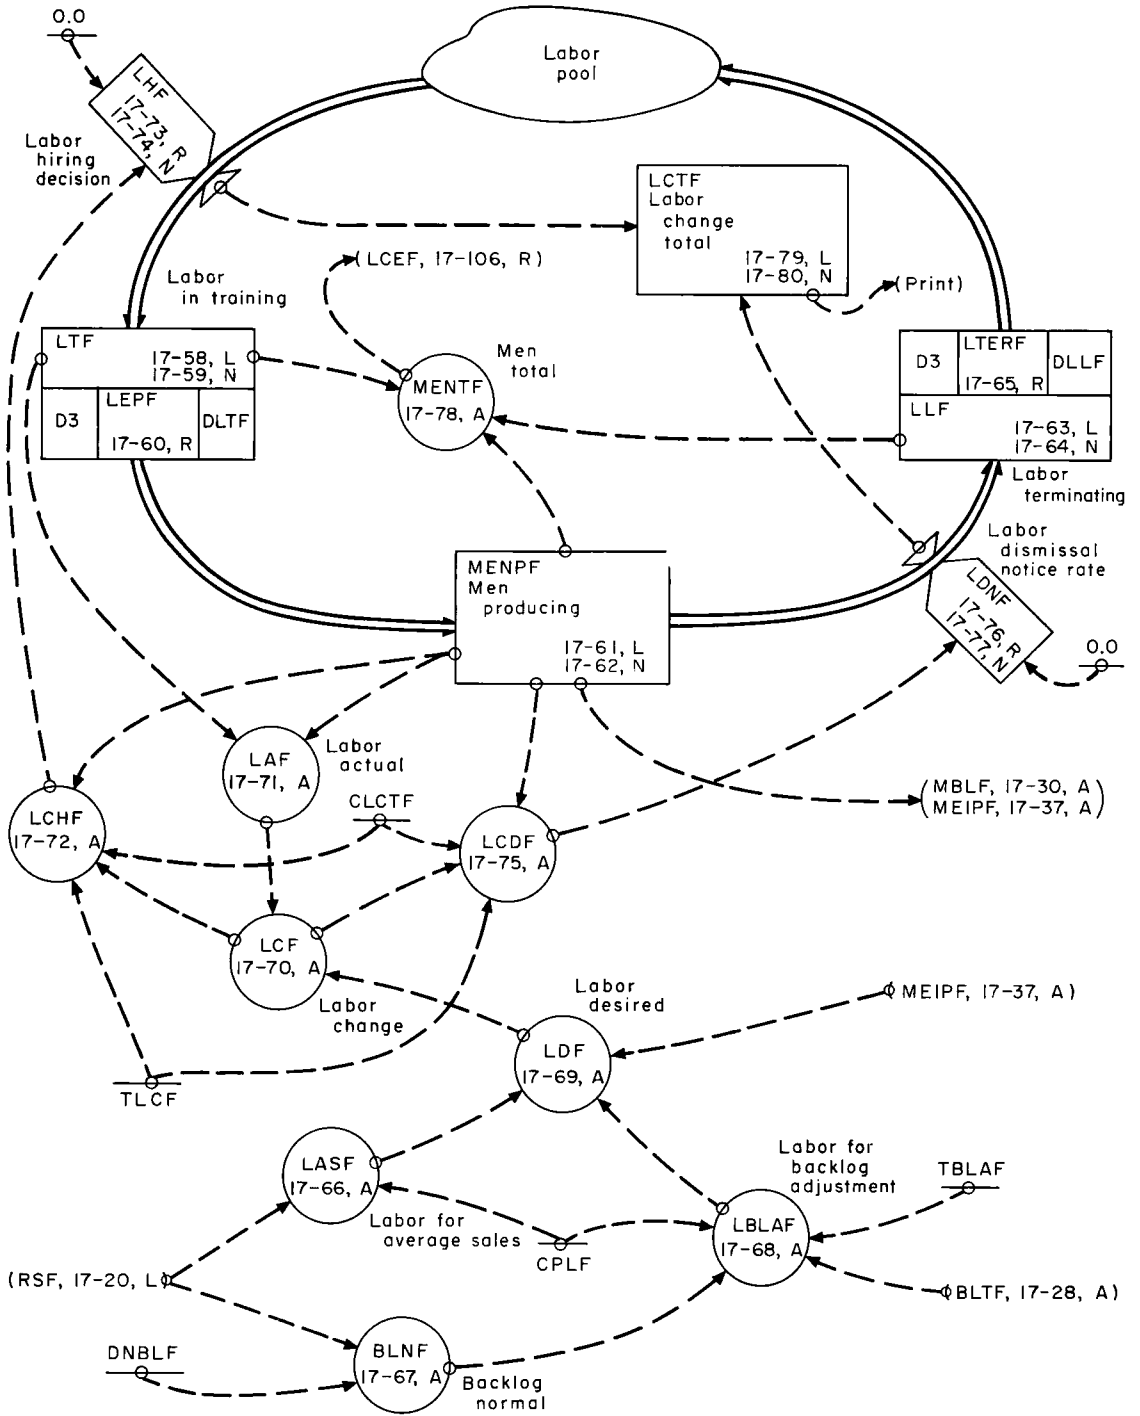 0.0
Labor
pool
LHF
17-73, R
17-74, N
Labor
hiring
decision
LCTF
Labor
change
total
17-79, L
17-80, N
(LCEF, 17-106, R)
(Print)
Labor
in training
LTF
17-58, L
17-59, N
D3
LEPF
17-60, R
DLTF
Men
total
MENTF
17-78, A
D3
LTERF
17-65, R
DLLF
LLF
17-63, L
17-64, N
Labor
terminating
Labor
dismissal
notice rate
MENPF
Men
producing
17-61, L
17-62, N
LDNF
17-76, R
17-77, N
0.0
LAF
17-71, A
Labor
actual
CLCTF
(MBLF, 17-30, A)
MEIPF, 17-37, A)
LCHF
17-72, A
LCDF
17-75, A
LCF
17-70, A
Labor
change
Labor
desired
MEIPF, 17-37, A)
LDF
17-69, A
TLCF
LASF
17-66, A
Labor for
average sales
Labor for
backlog
adjustment
TBLAF
LBLAF
17-68, A
CPLF
(RSF, 17-20, L)
BLTF, 17-28, A)
DNBLF
BLNF
17-67, A
Backlog
normal